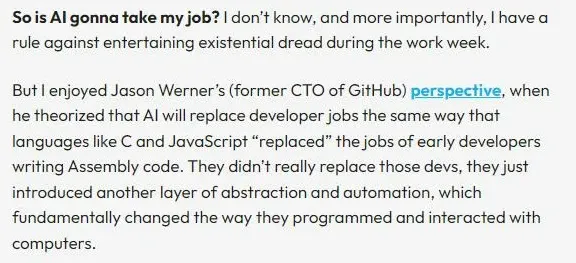 So is AI gonna take my job? I don’t know, and more importantly, I have a
rule against entertaining existential dread during the work week.
But I enjoyed Jason Werner’s (former CTO of GitHub) perspective, when
he theorized that AI will replace developer jobs the same way that
languages like C and JavaScript “replaced” the jobs of early developers
writing Assembly code. They didn’t really replace those devs, they just
introduced another layer of abstraction and automation, which
fundamentally changed the way they programmed and interacted with
computers.